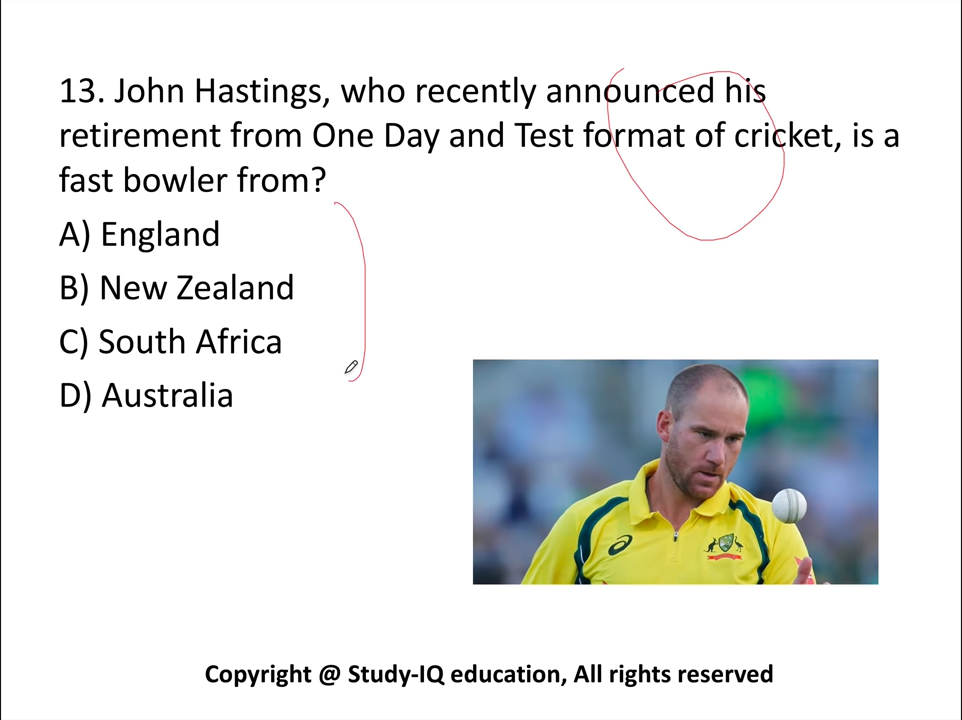 13. John Hastings, who recently announced his
retirement from One Day and Test format of cricket, is a
fast bowler from?
A) England
B) New Zealand
C) South Africa
D) Australia
Copyright @ Study-IQ education, All rights reserved